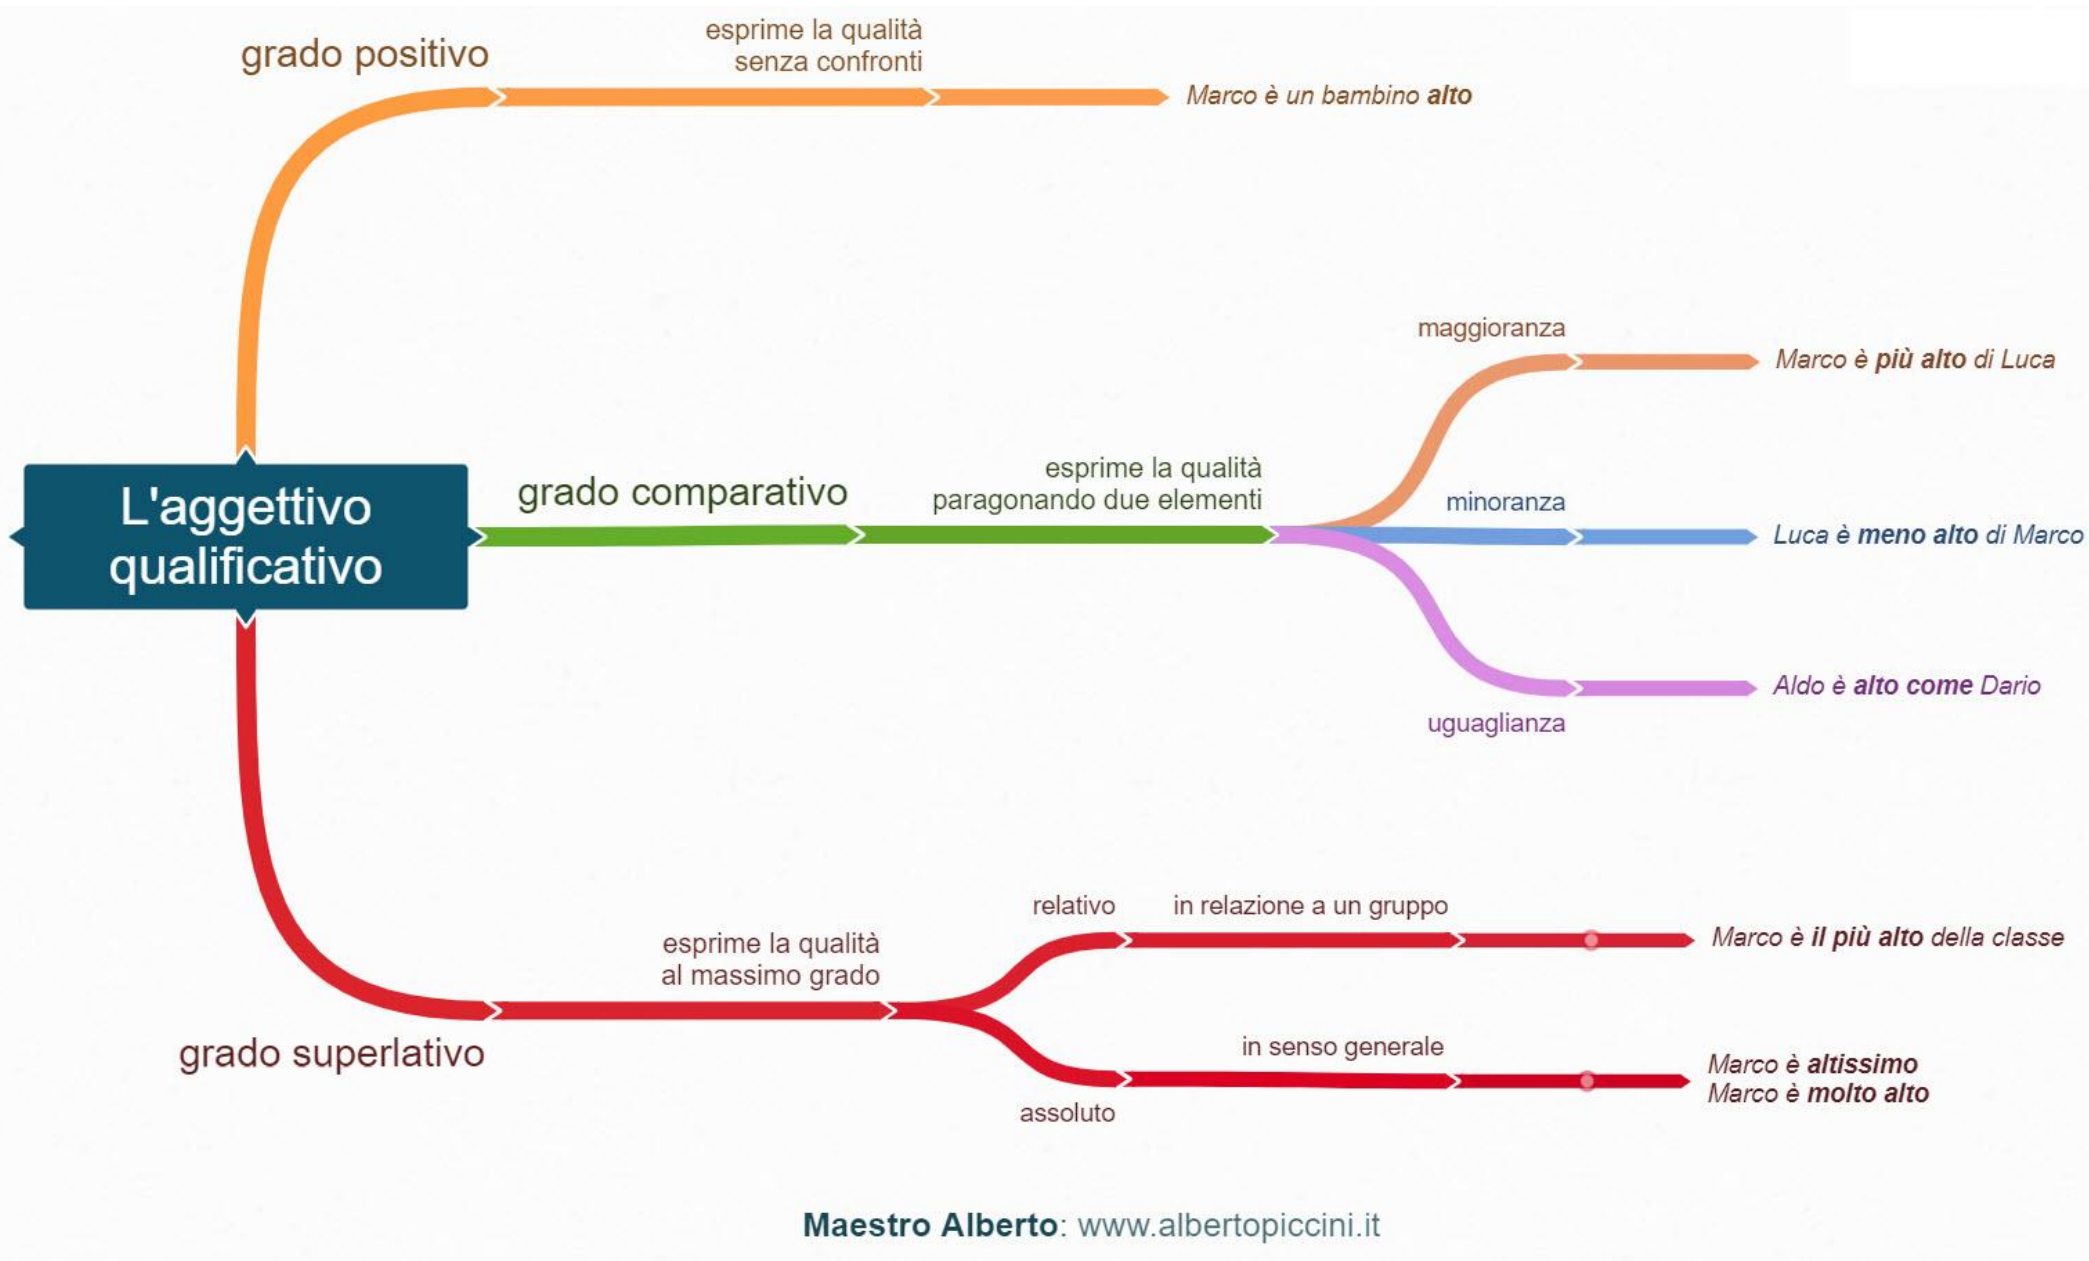 grado positivo
esprime la qualità
senza confronti
Marco è un bambino alto
L'aggettivo
qualificativo
grado comparativo
esprime la qualità
paragonando due elementi
maggioranza
Marco è più alto di Luca
minoranza
Luca è meno alto di Marco
uguaglianza
Aldo è alto come Dario
grado superlativo
esprime la qualità
al massimo grado
relativo
in relazione a un gruppo
Marco è il più alto della classe
assoluto
in senso generale
Marco è altissimo
Marco è molto alto
Maestro Alberto: www.albertopiccini.it